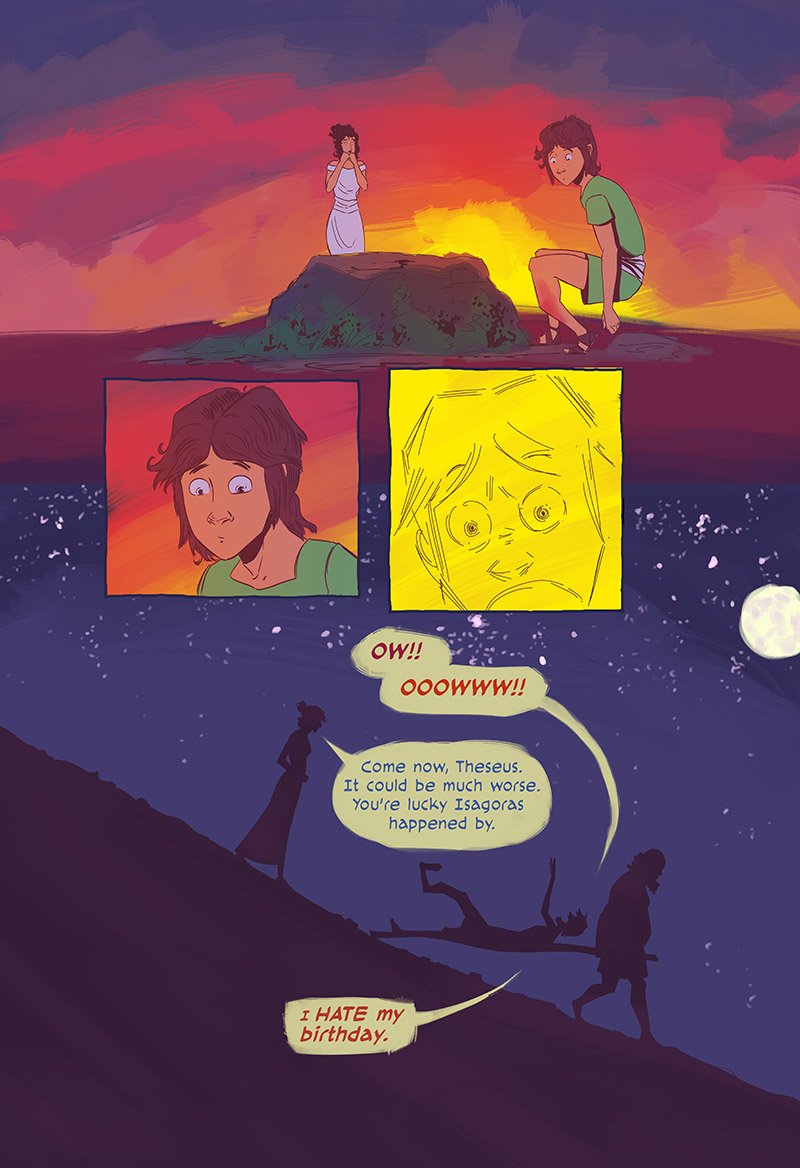 OW!!
OOOWWW!!
Come now, Theseus.
It could be much worse.
You're lucky Isagoras
happened by.
I HATE my
birthday.